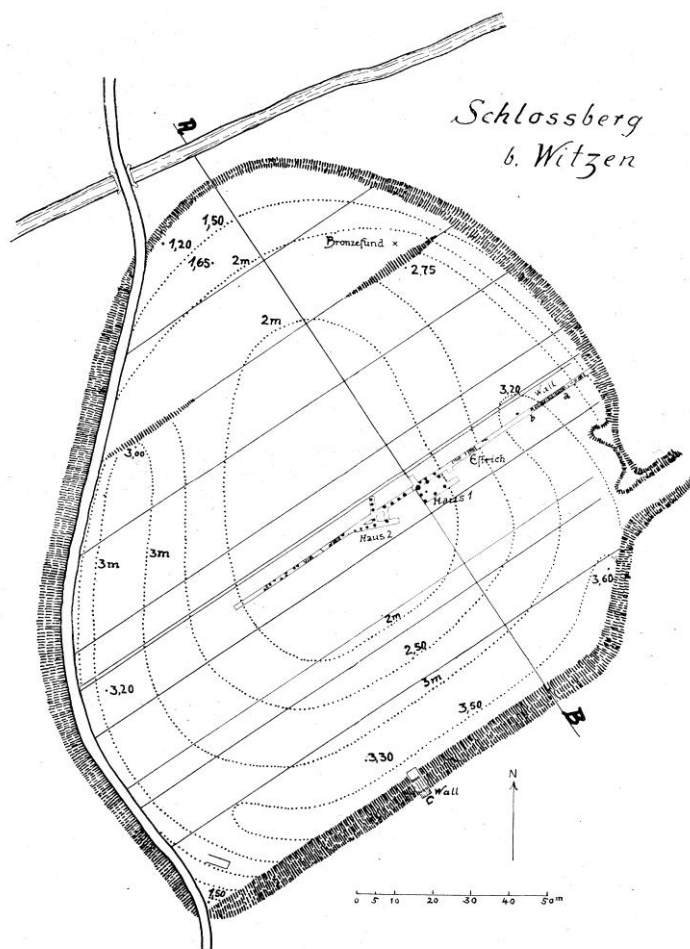 Schlossberg
b. Witzen
A.
1,50
1,20
1,65
2m
Bronzefund ×
2,75
2m
3,20
Wall
a
b
Estrich
3,00
Haus 1
Haus 2
3m
3m
3,60
2m
2,50
3m
3,20
3,50
B
3,30
Wall
C
N
1,50
0 5 10 20 30 40 50m